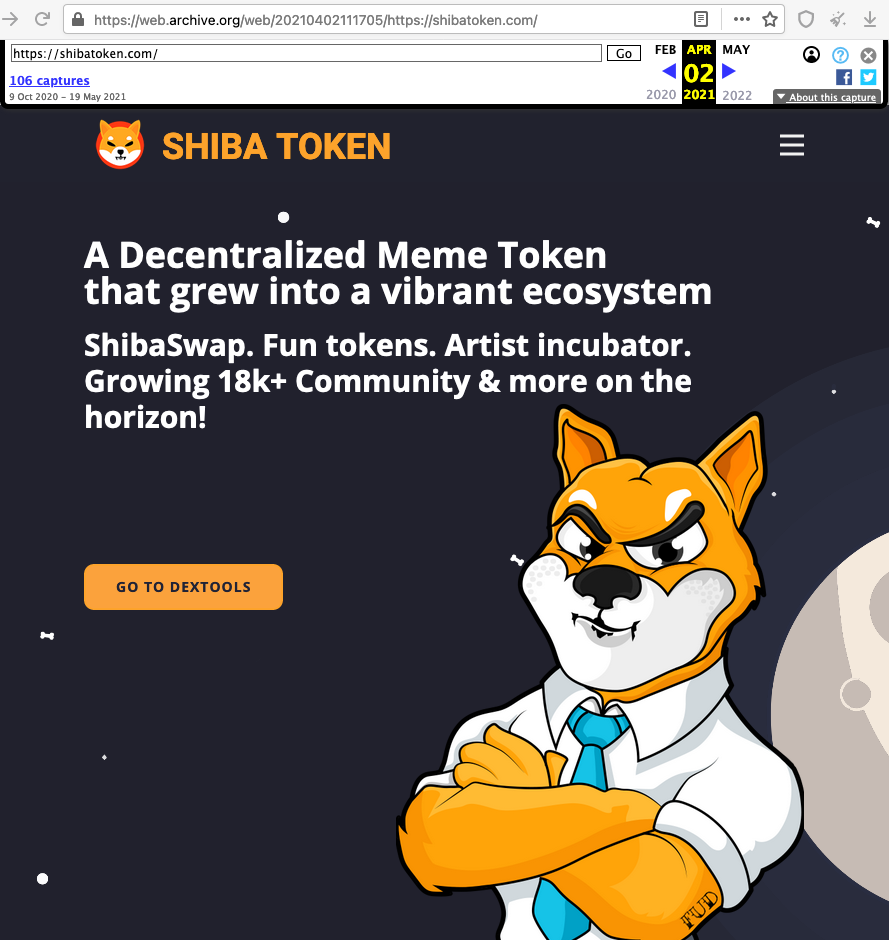 https://web.archive.org/web/20210402111705/https://shibatoken.com/
https://shibatoken.com/
Go
FEB
APR
MAY
02
2020
2021
2022
106 captures
9 Oct 2020 – 19 May 2021
About this capture
SHIBA TOKEN
A Decentralized Meme Token
that grew into a vibrant ecosystem
ShibaSwap. Fun tokens. Artist incubator.
Growing 18k+ Community & more on the
horizon!
GO TO DEXTOOLS
FUD